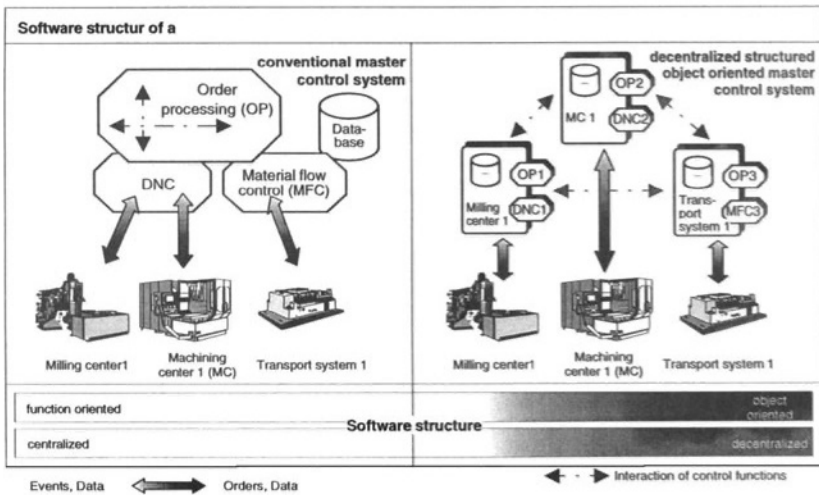 Software structur of a
conventional master
control system
Order
processing (OP)
Data-
base
DNC
Material flow
control (MFC)
Milling center1
Machining
center 1 (MC)
Transport system 1
decentralized structured
object oriented master
control system
MC 1
OP2
DNC2
Milling
center 1
OP1
DNC1
Trans-
port
system 1
OP3
MFC3
Milling center1
Machining
center 1 (MC)
Transport system 1
function oriented
object
oriented
Software structure
centralized
decentralized
Events, Data
Orders, Data
Interaction of control functions